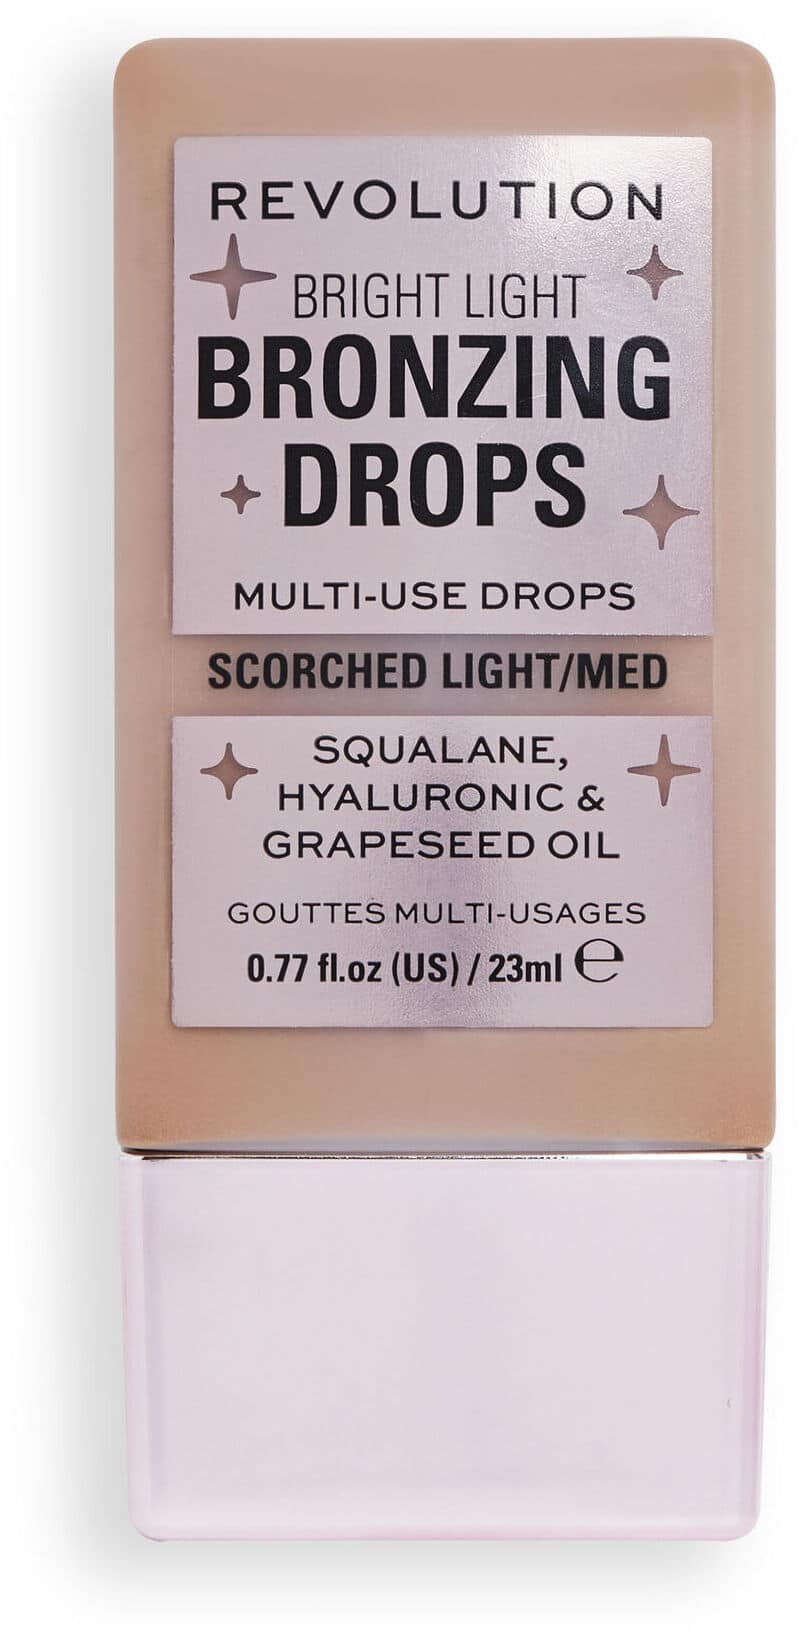 REVOLUTION
BRIGHT LIGHT
BRONZING
DROPS
MULTI-USE DROPS
SCORCHED LIGHT/MED
SQUALANE,
HYALURONIC &
GRAPESEED OIL
GOUTTES MULTI-USAGES
0.77 fl.oz (US) / 23ml ℮